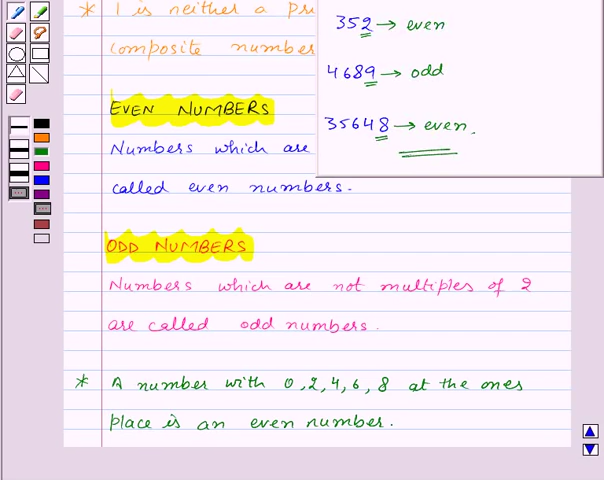 * 1 is neither a pri
composite number
EVEN NUMBERS
Numbers which are
called even numbers.
ODD NUMBERS
Numbers which are not multiples of 2
are called odd numbers.
* A number with 0, 2, 4, 6, 8 at the ones
place is an even number.
352 → even
4689 → odd
35648 → even.